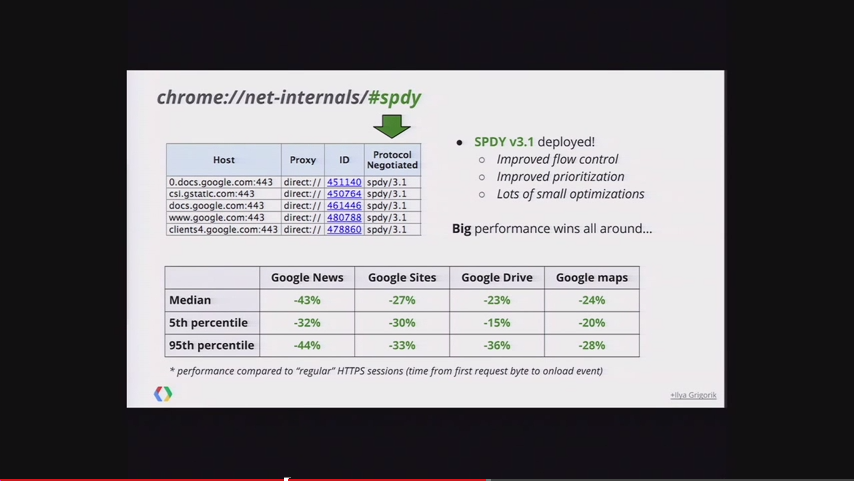 chrome://net-internals/#spdy
Host Proxy ID Protocol Negotiated
0.docs.google.com:443 direct:// 451140 spdy/3.1
csi.gstatic.com:443 direct:// 450764 spdy/3.1
docs.google.com:443 direct:// 461446 spdy/3.1
www.google.com:443 direct:// 480788 spdy/3.1
clients4.google.com:443 direct:// 478860 spdy/3.1
● SPDY v3.1 deployed!
○ Improved flow control
○ Improved prioritization
○ Lots of small optimizations
Big performance wins all around...
Google News Google Sites Google Drive Google maps
Median -43% -27% -23% -24%
5th percentile -32% -30% -15% -20%
95th percentile -44% -33% -36% -28%
* performance compared to “regular” HTTPS sessions (time from first request byte to onload event)
+Ilya Grigorik